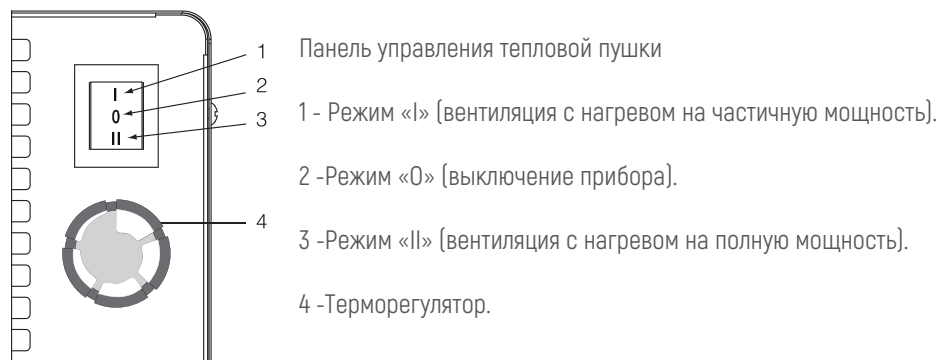 I
0
II
1
2
3
4
Панель управления тепловой пушки
1 - Режим «I» (вентиляция с нагревом на частичную мощность).
2 -Режим «0» (выключение прибора).
3 -Режим «II» (вентиляция с нагревом на полную мощность).
4 -Терморегулятор.